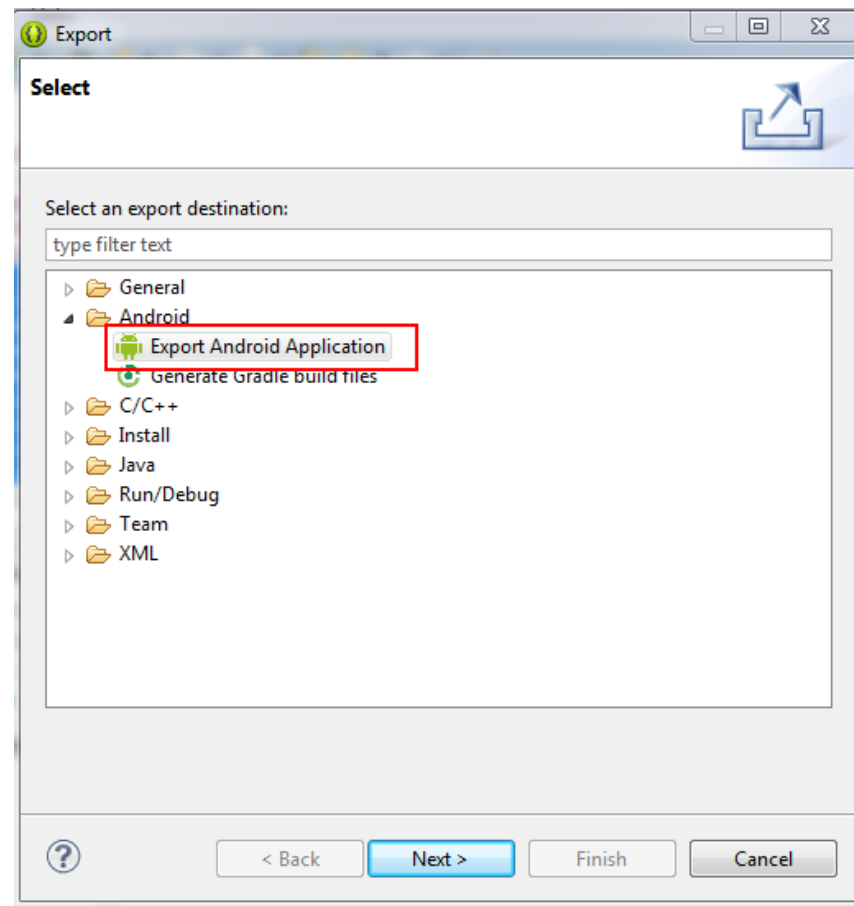 Export
Select
Select an export destination:
type filter text
General
Android
Export Android Application
Generate Gradle build files
C/C++
Install
Java
Run/Debug
Team
XML
?
< Back Next > Finish Cancel